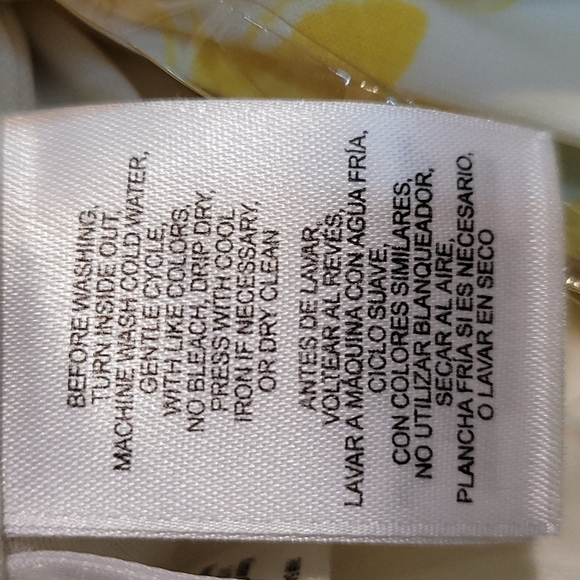 BEFORE WASHING,
TURN INSIDE OUT,
MACHINE WASH COLD WATER,
GENTLE CYCLE,
WITH LIKE COLORS,
NO BLEACH, DRIP DRY,
PRESS WITH COOL
IRON IF NECESSARY,
OR DRY CLEAN
ANTES DE LAVAR,
VOLTEAR AL REVÉS,
LAVAR A MÁQUINA CON AGUA FRÍA,
CICLO SUAVE,
CON COLORES SIMILARES,
NO UTILIZAR BLANQUEADOR,
SECAR AL AIRE,
PLANCHA FRÍA SI ES NECESARIO,
O LAVAR EN SECO